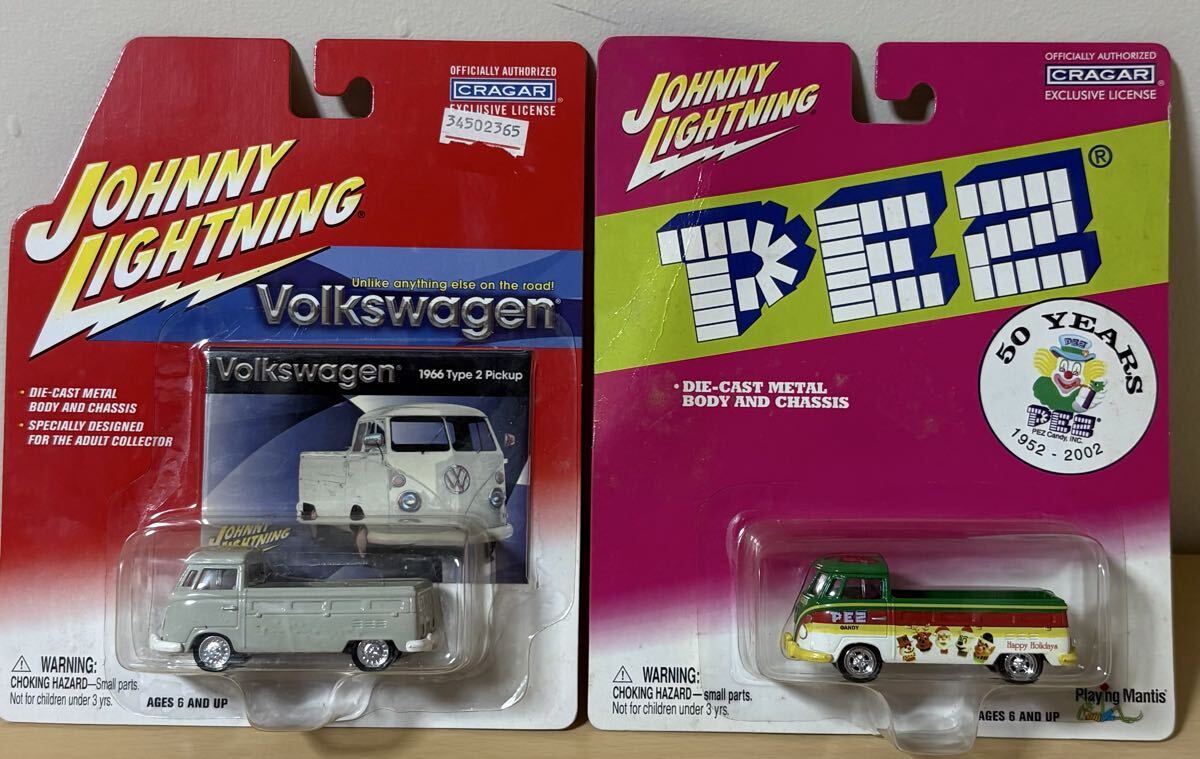 OFFICIALLY AUTHORIZED
CRAGAR®
EXCLUSIVE LICENSE
34502365
JOHNNY
LIGHTNING®
Unlike anything else on the road!
Volkswagen®
Volkswagen®
1966 Type 2 Pickup
• DIE-CAST METAL
BODY AND CHASSIS
• SPECIALLY DESIGNED
FOR THE ADULT COLLECTOR
JOHNNY
LIGHTNING
WARNING:
CHOKING HAZARD—Small parts.
Not for children under 3 yrs.
AGES 6 AND UP
JOHNNY
LIGHTNING®
OFFICIALLY AUTHORIZED
CRAGAR®
EXCLUSIVE LICENSE
PEZ®
50 YEARS
PEZ
PEZ
PEZ Candy, INC.
1952 - 2002
• DIE-CAST METAL
BODY AND CHASSIS
PEZ
CANDY
Happy Holidays
WARNING:
CHOKING HAZARD—small parts.
Not for children under 3 yrs.
AGES 6 AND UP
Playing Mantis